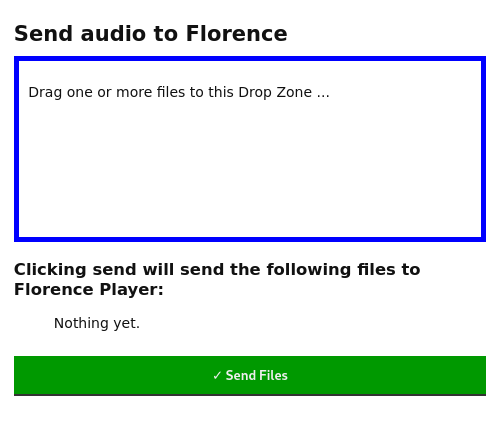 Send audio to Florence
Drag one or more files to this Drop Zone ...
Clicking send will send the following files to
Florence Player:
Nothing yet.
✓ Send Files